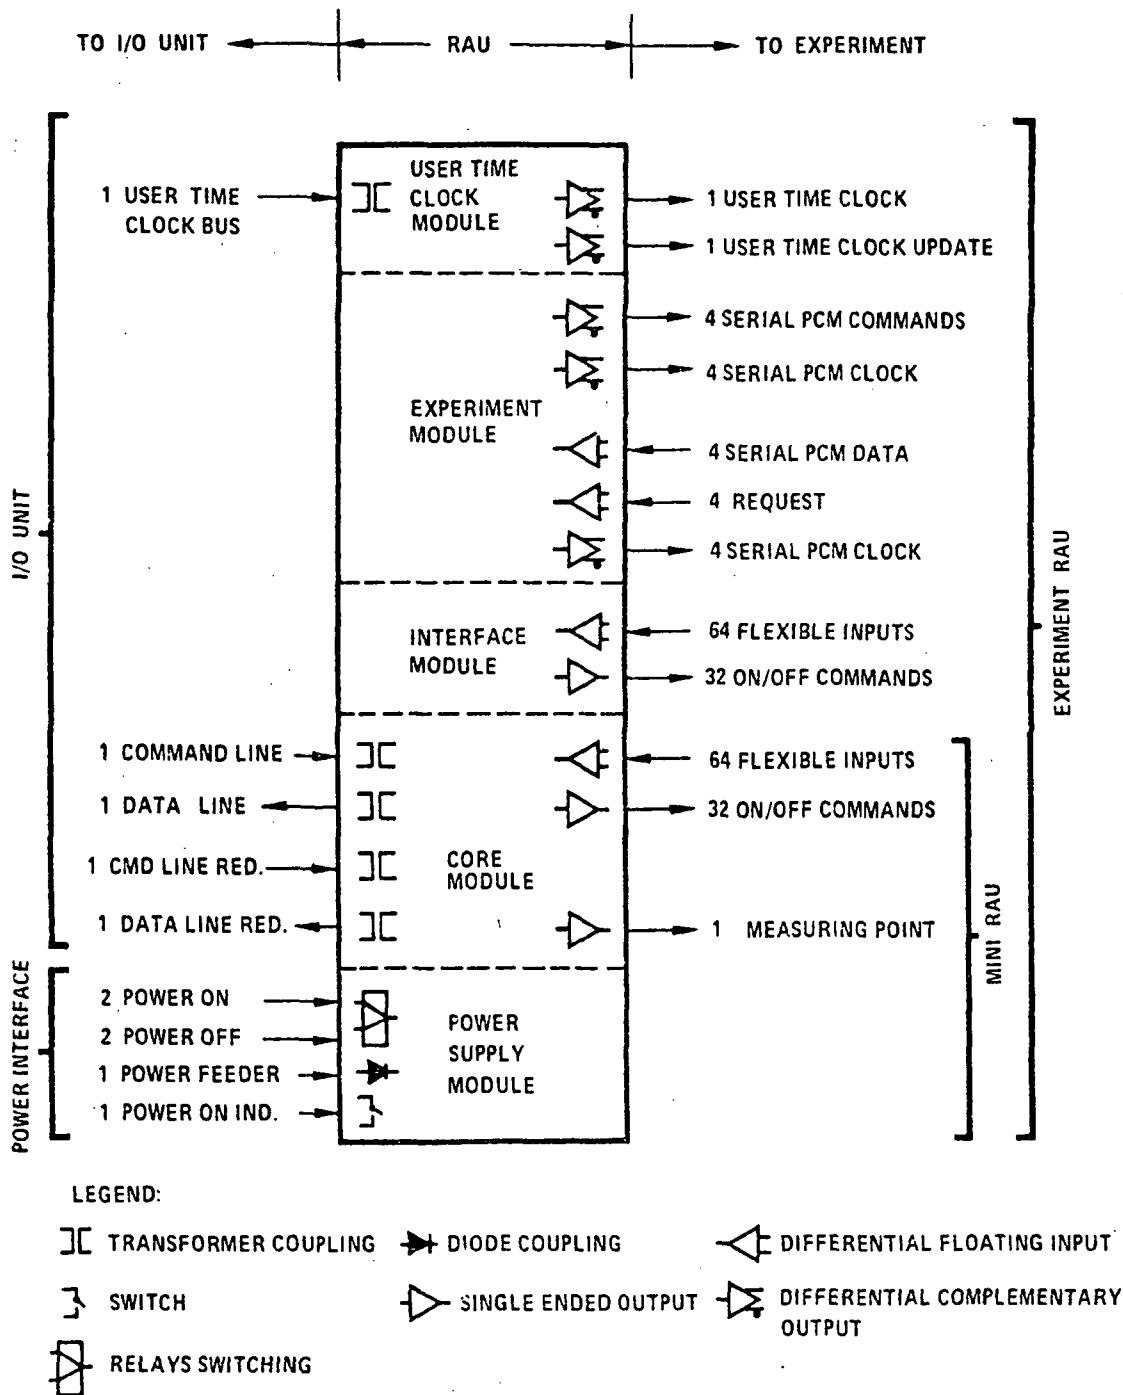 TO I/O UNIT
RAU
TO EXPERIMENT
1 USER TIME
CLOCK BUS
USER TIME
CLOCK
MODULE
1 USER TIME CLOCK
1 USER TIME CLOCK UPDATE
EXPERIMENT
MODULE
4 SERIAL PCM COMMANDS
4 SERIAL PCM CLOCK
4 SERIAL PCM DATA
4 REQUEST
4 SERIAL PCM CLOCK
I/O UNIT
INTERFACE
MODULE
64 FLEXIBLE INPUTS
32 ON/OFF COMMANDS
EXPERIMENT RAU
1 COMMAND LINE
1 DATA LINE
1 CMD LINE RED.
1 DATA LINE RED.
CORE
MODULE
64 FLEXIBLE INPUTS
32 ON/OFF COMMANDS
1 MEASURING POINT
MINI RAU
POWER INTERFACE
2 POWER ON
2 POWER OFF
1 POWER FEEDER
1 POWER ON IND.
POWER
SUPPLY
MODULE
LEGEND:
TRANSFORMER COUPLING
DIODE COUPLING
DIFFERENTIAL FLOATING INPUT
SWITCH
SINGLE ENDED OUTPUT
DIFFERENTIAL COMPLEMENTARY
OUTPUT
RELAYS SWITCHING